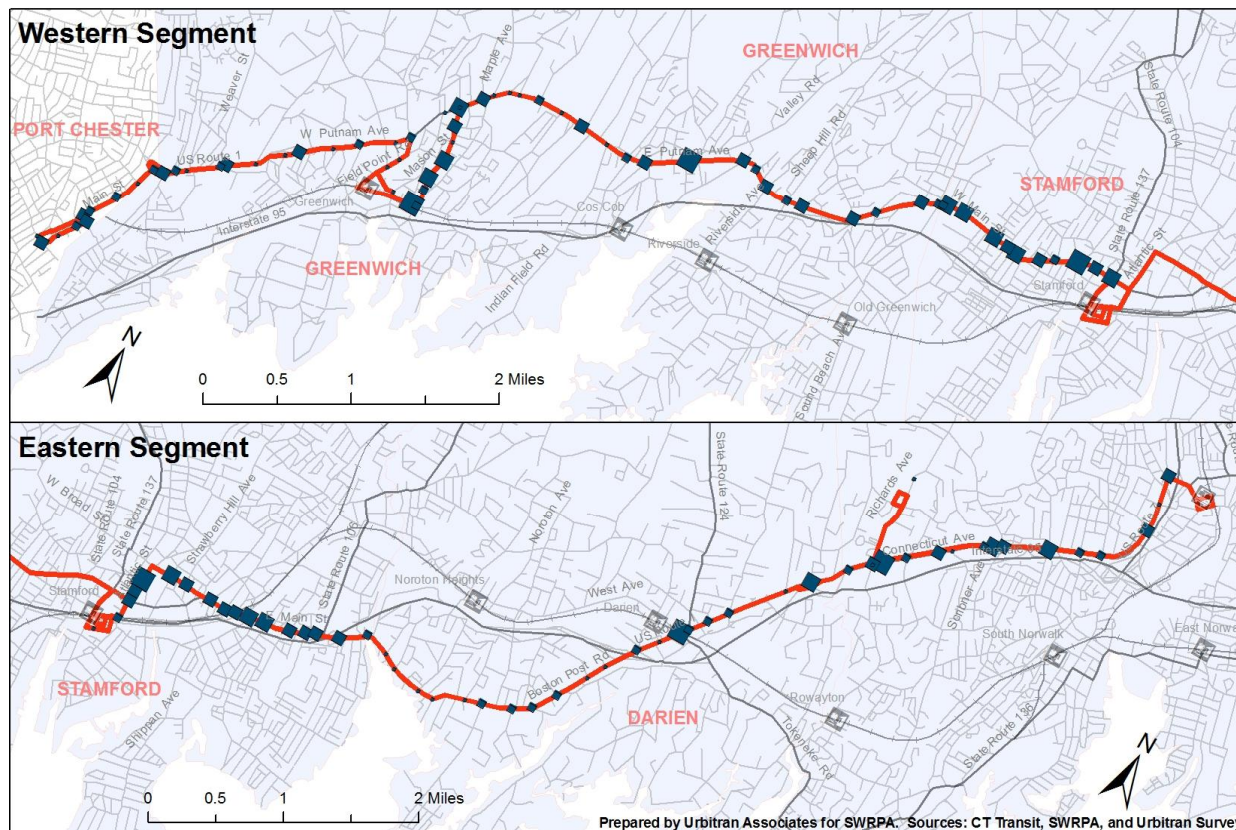 Western Segment
GREENWICH
Maple Ave
Weaver St
Valley Rd
State Route 104
PORT CHESTER
W Putnam Ave
US Route 1
Mason St
E Putnam Ave
Sheep Hill Rd
STAMFORD
State Route 137
Main St
Field Point R
Greenwich
Interstate 95
Cos Cob
Riverside Ave
W Main St
Atlantic St
Riverside
GREENWICH
Indian Field Rd
Stamford
Old Greenwich
Sound Beach Ave
N
0 0.5 1 2 Miles
Eastern Segment
W Broad St
State Route 104
State Route 137
Strawberry Hill Ave
State Route 106
Noroton Ave
State Route 124
Richards Ave
Connecticut Ave
Noroton Heights
West Ave
Darien
Stamford
E Main St
US Route
Scribner Ave
South Norwalk
East Norwa
STAMFORD
Shippan Ave
Boston Post Rd
DARIEN
Rowayton
Tokeneke Rd
State Route 136
N
0 0.5 1 2 Miles
Prepared by Urbitran Associates for SWRPA. Sources: CT Transit, SWRPA, and Urbitran Survey